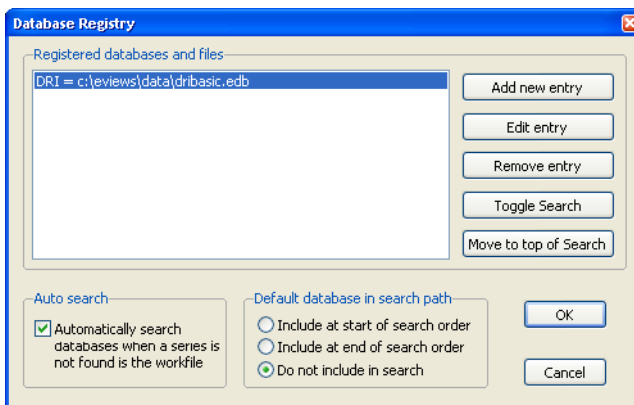 Database Registry
Registered databases and files
DRI = c:\eviews\data\dribasic.edb
Add new entry
Edit entry
Remove entry
Toggle Search
Move to top of Search
Auto search
Automatically search
databases when a series is
not found is the workfile
Default database in search path
Include at start of search order
Include at end of search order
Do not include in search
OK
Cancel